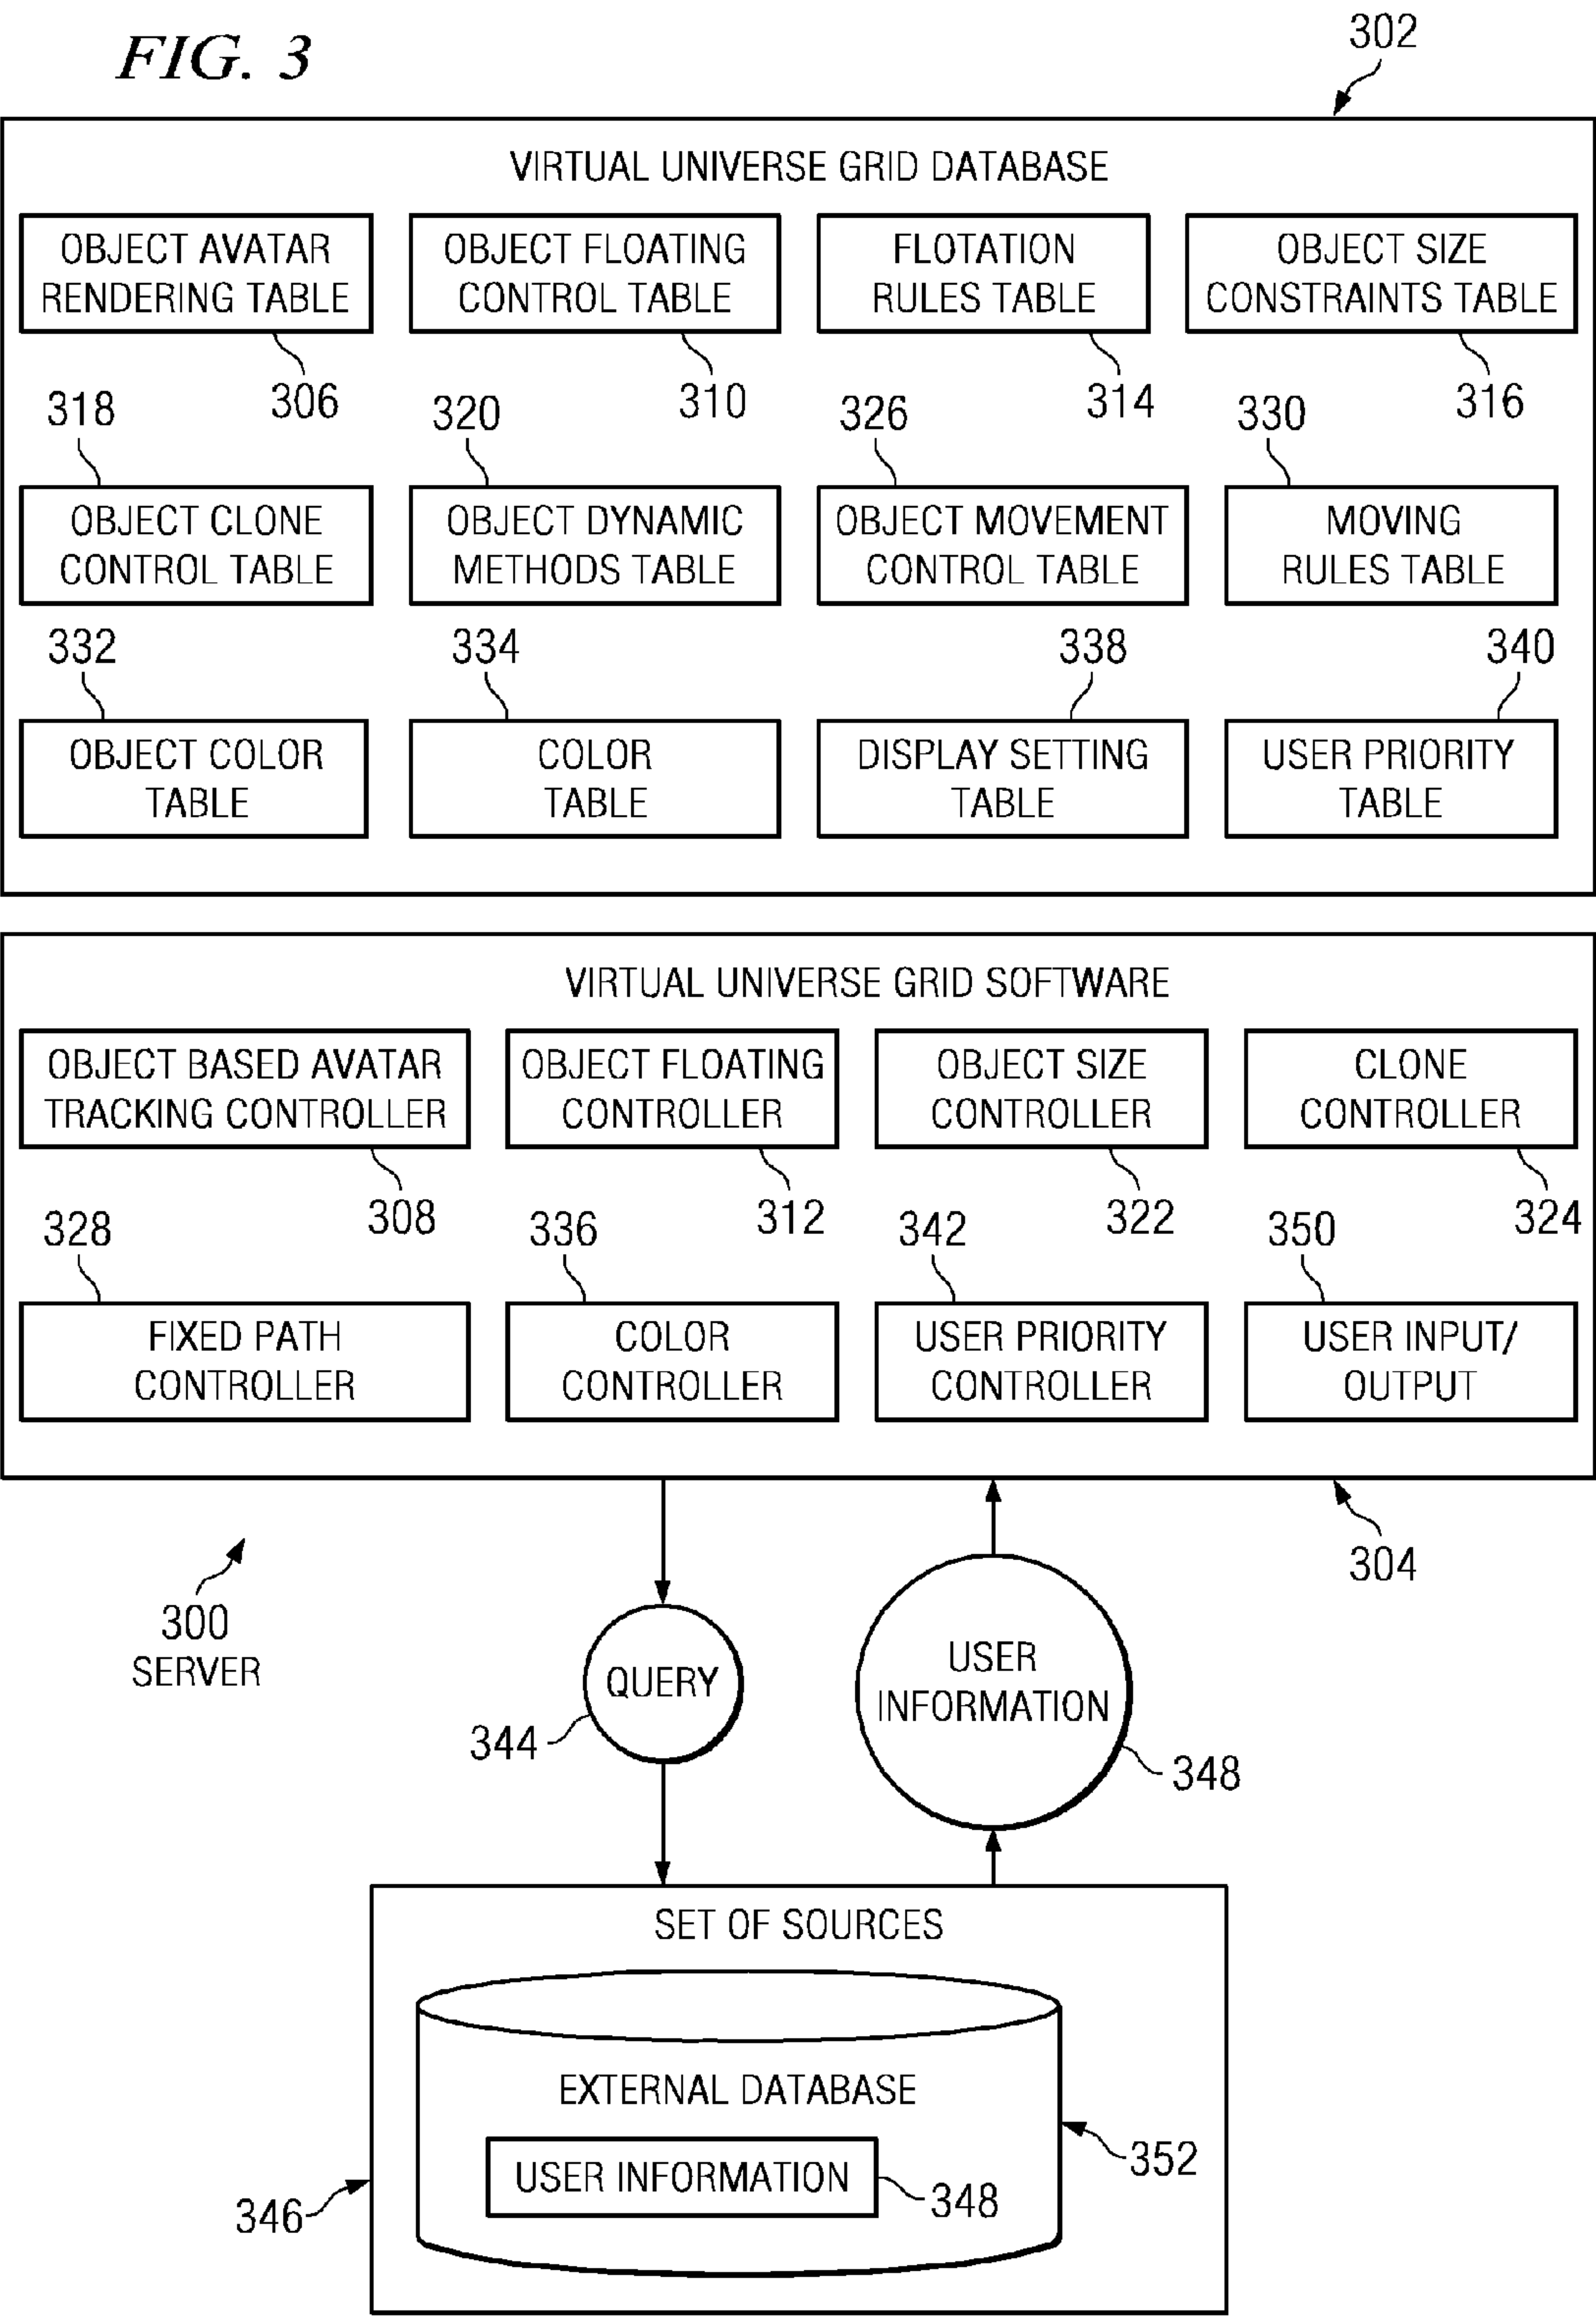 FIG. 3
302
VIRTUAL UNIVERSE GRID DATABASE
OBJECT AVATAR
RENDERING TABLE
306
OBJECT FLOATING
CONTROL TABLE
310
FLOTATION
RULES TABLE
314
OBJECT SIZE
CONSTRAINTS TABLE
316
318
OBJECT CLONE
CONTROL TABLE
320
OBJECT DYNAMIC
METHODS TABLE
326
OBJECT MOVEMENT
CONTROL TABLE
330
MOVING
RULES TABLE
332
OBJECT COLOR
TABLE
334
COLOR
TABLE
338
DISPLAY SETTING
TABLE
340
USER PRIORITY
TABLE
VIRTUAL UNIVERSE GRID SOFTWARE
OBJECT BASED AVATAR
TRACKING CONTROLLER
308
OBJECT FLOATING
CONTROLLER
312
OBJECT SIZE
CONTROLLER
322
CLONE
CONTROLLER
324
328
FIXED PATH
CONTROLLER
336
COLOR
CONTROLLER
342
USER PRIORITY
CONTROLLER
350
USER INPUT/
OUTPUT
304
300
SERVER
QUERY
344
USER
INFORMATION
348
SET OF SOURCES
EXTERNAL DATABASE
352
USER INFORMATION
348
346